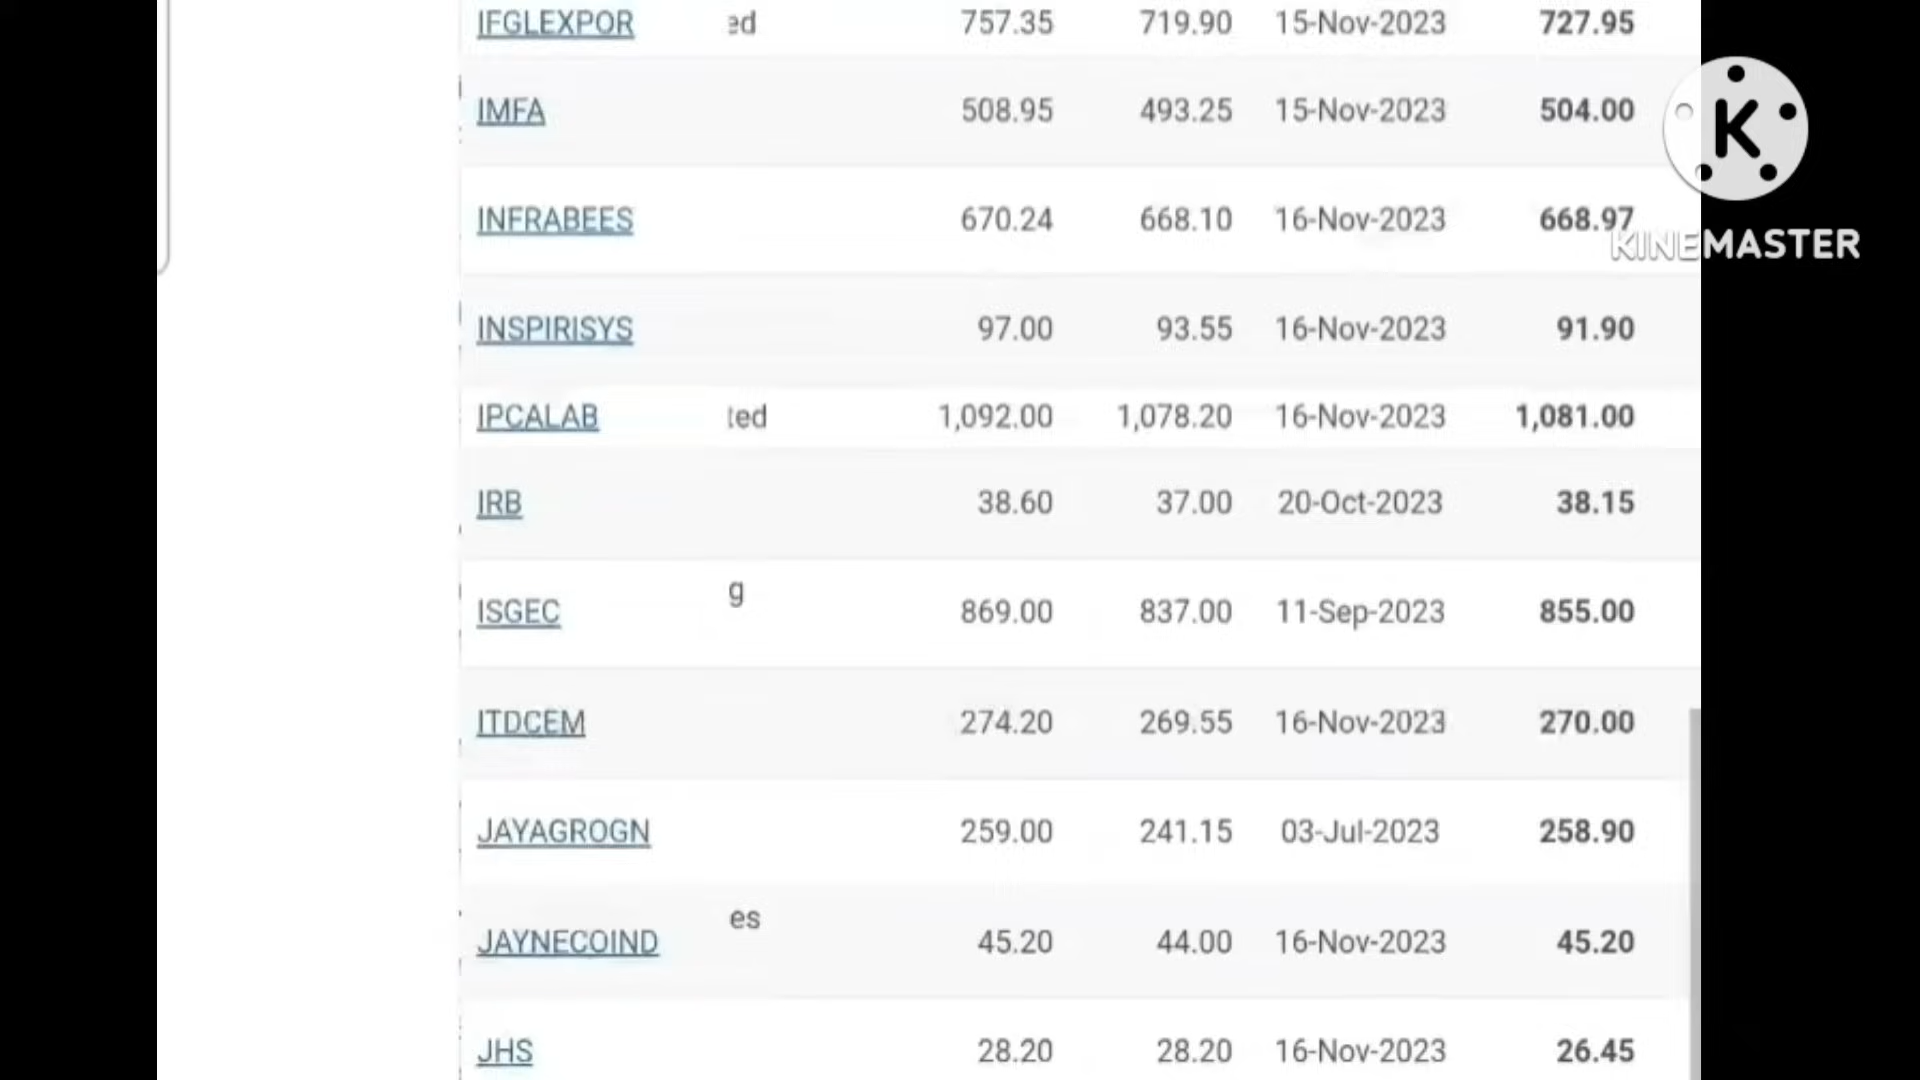 IFGLEXPOR ed 757.35 719.90 15-Nov-2023 727.95
IMFA 508.95 493.25 15-Nov-2023 504.00
K
INFRABEES 670.24 668.10 16-Nov-2023 668.97
KINEMASTER
INSPIRISYS 97.00 93.55 16-Nov-2023 91.90
IPCALAB ted 1,092.00 1,078.20 16-Nov-2023 1,081.00
IRB 38.60 37.00 20-Oct-2023 38.15
ISGEC g 869.00 837.00 11-Sep-2023 855.00
ITDCEM 274.20 269.55 16-Nov-2023 270.00
JAYAGROGN 259.00 241.15 03-Jul-2023 258.90
JAYNECOIND es 45.20 44.00 16-Nov-2023 45.20
JHS 28.20 28.20 16-Nov-2023 26.45